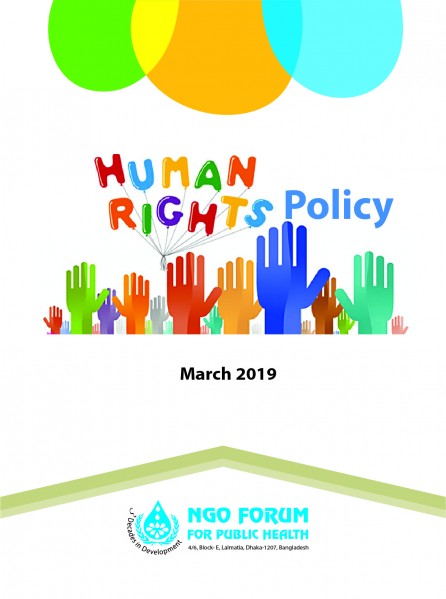 HUMAN
RIGHTS Policy
March 2019
Decades in Development
NGO FORUM
FOR PUBLIC HEALTH
4/6, Block- E, Lalmatia, Dhaka-1207, Bangladesh